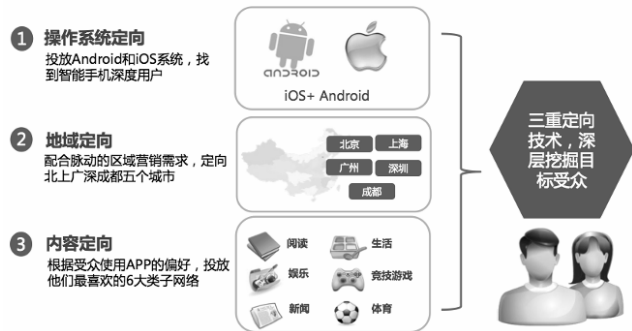 1 操作系统定向
投放Android和iOS系统，找
到智能手机深度用户
ANDROID
iOS+ Android
2 地域定向
配合脉动的区域营销需求，定向
北上广深成都五个城市
北京 上海
广州 深圳
成都
3 内容定向
根据受众使用APP的偏好，投放
他们最喜欢的6大类子网络
阅读 生活
娱乐 竞技游戏
新闻 体育
三重定向
技术，深
层挖掘目
标受众